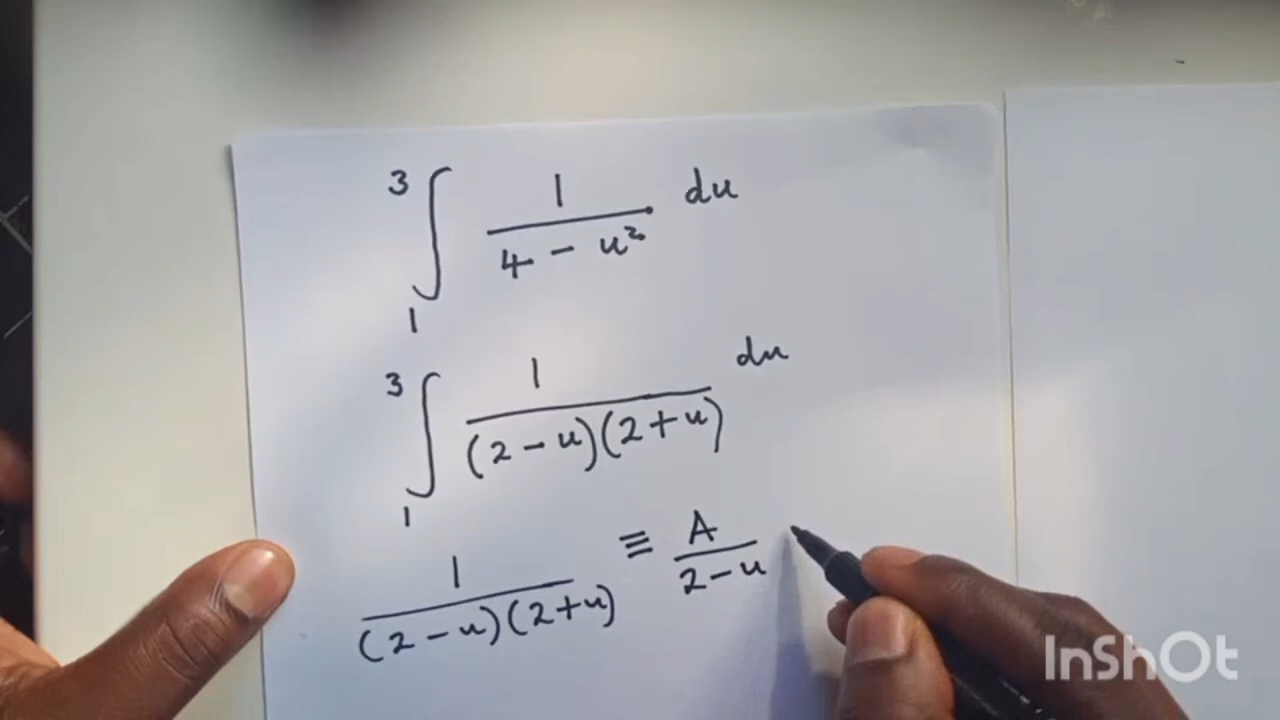 3
∫ 1/(4 - u²) du
1
3
∫ 1/((2-u)(2+u)) du
1
1/((2-u)(2+u)) ≡ A/(2-u)
InShOt